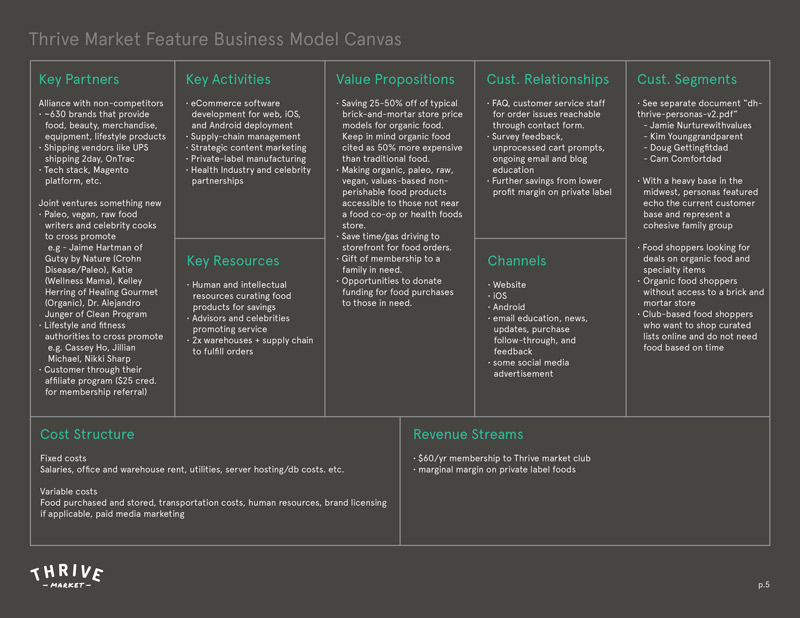 Thrive Market Feature Business Model Canvas
Key Partners
Alliance with non-competitors
• ~630 brands that provide
food, beauty, merchandise,
equipment, lifestyle products
• Shipping vendors like UPS
shipping 2day, OnTrac
• Tech stack, Magento
platform, etc.
Joint ventures something new
• Paleo, vegan, raw food
writers and celebrity cooks
to cross promote
e.g - Jaime Hartman of
Gutsy by Nature (Crohn
Disease/Paleo), Katie
(Wellness Mama), Kelley
Herring of Healing Gourmet
(Organic), Dr. Alejandro
Junger of Clean Program
• Lifestyle and fitness
authorities to cross promote
e.g. Cassey Ho, Jillian
Michael, Nikki Sharp
• Customer through their
affiliate program ($25 cred.
for membership referral)
Key Activities
• eCommerce software
development for web, iOS,
and Android deployment
• Supply-chain management
• Strategic content marketing
• Private-label manufacturing
• Health Industry and celebrity
partnerships
Key Resources
• Human and intellectual
resources curating food
products for savings
• Advisors and celebrities
promoting service
• 2x warehouses + supply chain
to fulfill orders
Value Propositions
• Saving 25-50% off of typical
brick-and-mortar store price
models for organic food.
Keep in mind organic food
cited as 50% more expensive
than traditional food.
• Making organic, paleo, raw,
vegan, values-based non-
perishable food products
accessible to those not near
a food co-op or health foods
store.
• Save time/gas driving to
storefront for food orders.
• Gift of membership to a
family in need.
• Opportunities to donate
funding for food purchases
to those in need.
Cust. Relationships
• FAQ, customer service staff
for order issues reachable
through contact form.
• Survey feedback,
unprocessed cart prompts,
ongoing email and blog
education
• Further savings from lower
profit margin on private label
Channels
• Website
• iOS
• Android
• email education, news,
updates, purchase
follow-through, and
feedback
• some social media
advertisement
Cust. Segments
• See separate document "dh-
thrive-personas-v2.pdf"
- Jamie Nurturewithvalues
- Kim Younggrandparent
- Doug Gettingfitdad
- Cam Comfortdad
• With a heavy base in the
midwest, personas featured
echo the current customer
base and represent a
cohesive family group
• Food shoppers looking for
deals on organic food and
specialty items
• Organic food shoppers
without access to a brick and
mortar store
• Club-based food shoppers
who want to shop curated
lists online and do not need
food based on time
Cost Structure
Fixed costs
Salaries, office and warehouse rent, utilities, server hosting/db costs. etc.
Variable costs
Food purchased and stored, transportation costs, human resources, brand licensing
if applicable, paid media marketing
Revenue Streams
• $60/yr membership to Thrive market club
• marginal margin on private label foods
THRIVE
MARKET
p.5